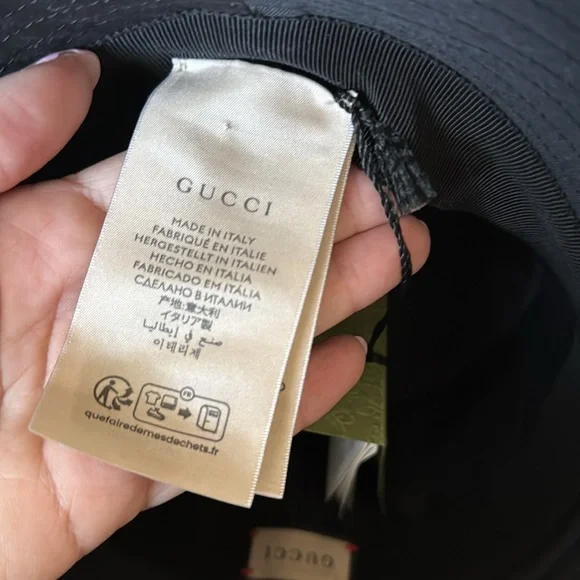 GUCCI
MADE IN ITALY
FABRIQUÉ EN ITALIE
HERGESTELLT IN ITALIEN
HECHO EN ITALIA
FABRICADO EM ITÁLIA
СДЕЛАНО В ИТАЛИИ
产地:意大利
イタリア製
صنع في إيطاليا
이태리제
FR
quefairedemesdechets.fr
GUCCI